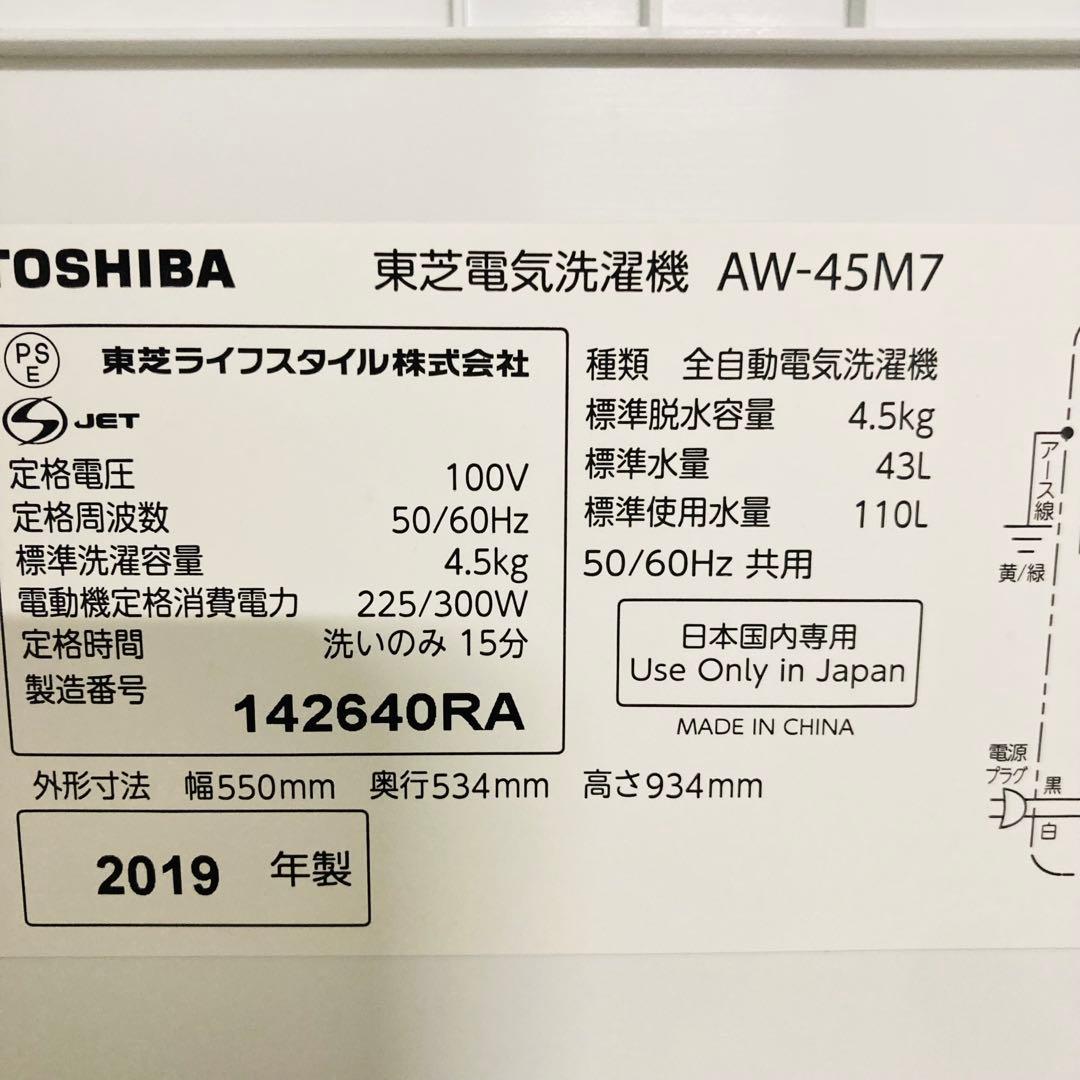 TOSHIBA 東芝電気洗濯機 AW-45M7
PSE 東芝ライフスタイル株式会社
S JET
定格電圧 100V
定格周波数 50/60Hz
標準洗濯容量 4.5kg
電動機定格消費電力 225/300W
定格時間 洗いのみ 15分
製造番号 142640RA
種類 全自動電気洗濯機
標準脱水容量 4.5kg
標準水量 43L
標準使用水量 110L
50/60Hz 共用
日本国内専用
Use Only in Japan
MADE IN CHINA
外形寸法 幅550mm 奥行534mm 高さ934mm
2019 年製
アース線
黄/緑
電源
プラグ
黒
白